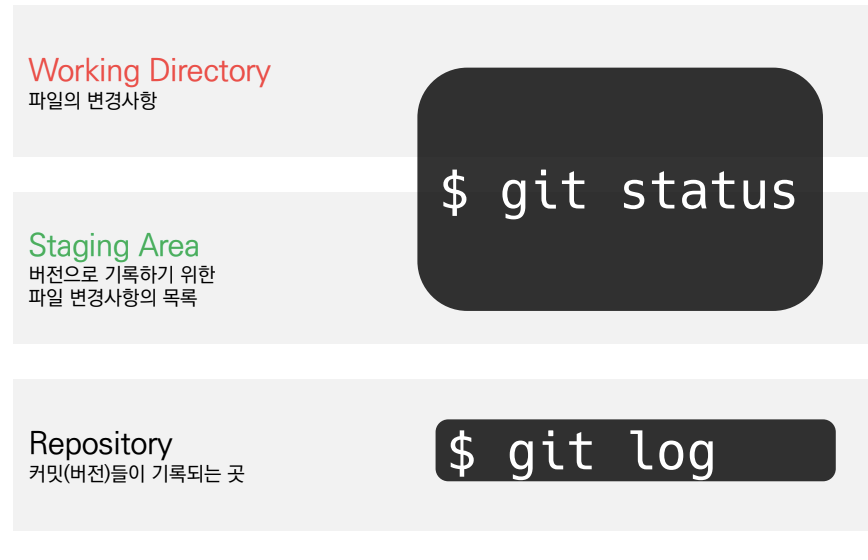 Working Directory
파일의 변경사항
$ git status
Staging Area
버전으로 기록하기 위한
파일 변경사항의 목록
Repository
커밋(버전)들이 기록되는 곳
$ git log